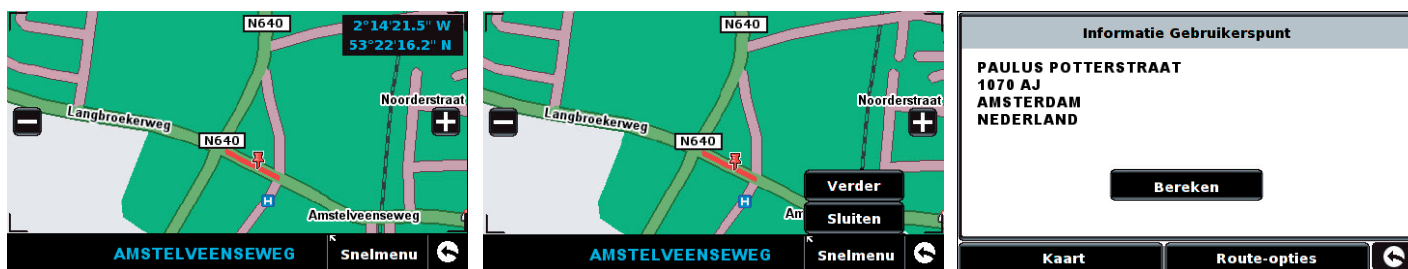 N640
2°14'21.5" W
53°22'16.2" N
Noorderstraat
Langbroekerweg
N640
H
Amstelveenseweg
AMSTELVEENSEWEG
Snelmenu
N640
Noorderstraat
Langbroekerweg
N640
Verder
H
Am
Sluiten
AMSTELVEENSEWEG
Snelmenu
Informatie Gebruikerspunt
PAULUS POTTERSTRAAT
1070 AJ
AMSTERDAM
NEDERLAND
Bereken
Kaart
Route-opties